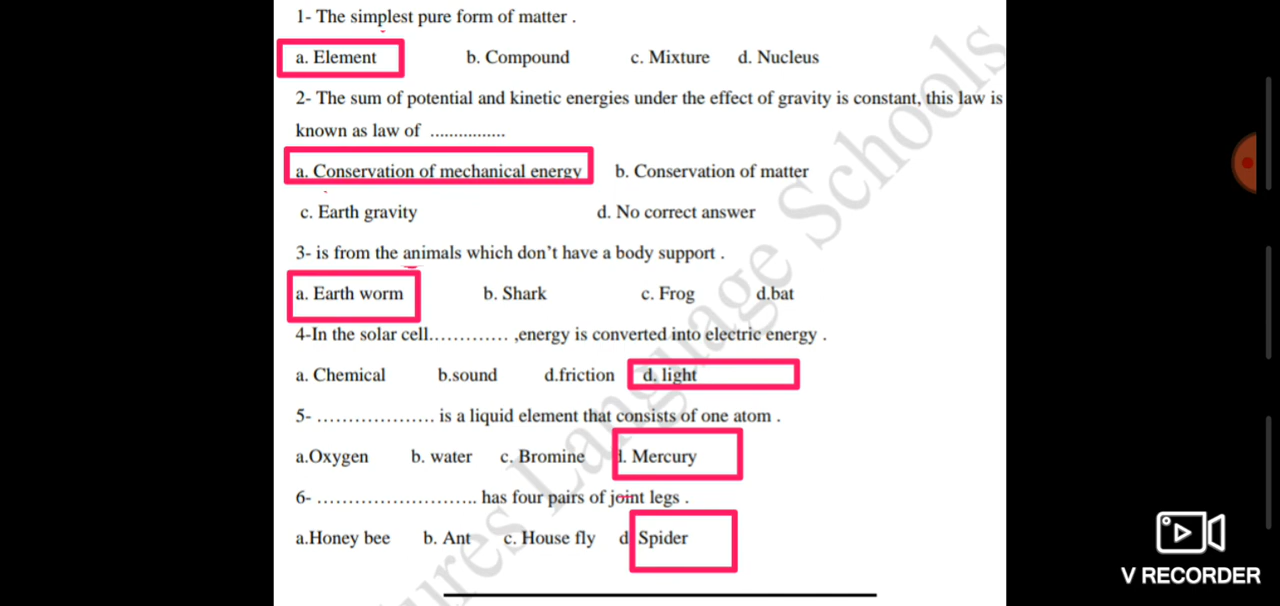 1- The simplest pure form of matter .
a. Element b. Compound c. Mixture d. Nucleus
2- The sum of potential and kinetic energies under the effect of gravity is constant, this law is
known as law of ................
a. Conservation of mechanical energy b. Conservation of matter
c. Earth gravity d. No correct answer
3- is from the animals which don’t have a body support .
a. Earth worm b. Shark c. Frog d.bat
4-In the solar cell…………. ,energy is converted into electric energy .
a. Chemical b.sound d.friction d. light
5- ………………. is a liquid element that consists of one atom .
a.Oxygen b. water c. Bromine d. Mercury
6- ……………………. has four pairs of joint legs .
a.Honey bee b. Ant c. House fly d Spider
ures Language Schools
V RECORDER